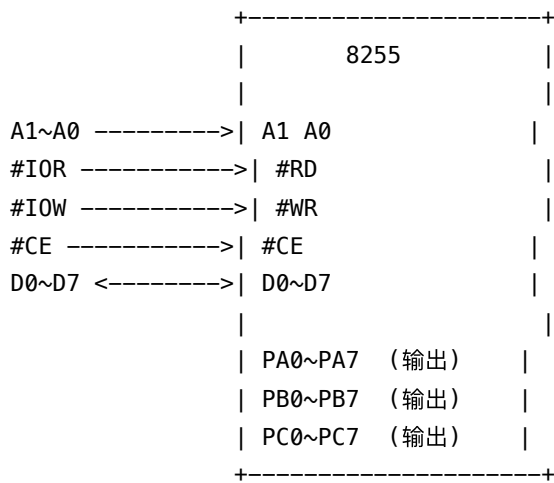 +----------------------+
|       8255          |
|                      |
A1~A0 --------->| A1 A0              |
#IOR ----------->| #RD                |
#IOW ----------->| #WR                |
#CE ----------->| #CE                |
D0~D7 <-------->| D0~D7              |
|                      |
| PA0~PA7  (输出)    |
| PB0~PB7  (输出)    |
| PC0~PC7  (输出)    |
+----------------------+